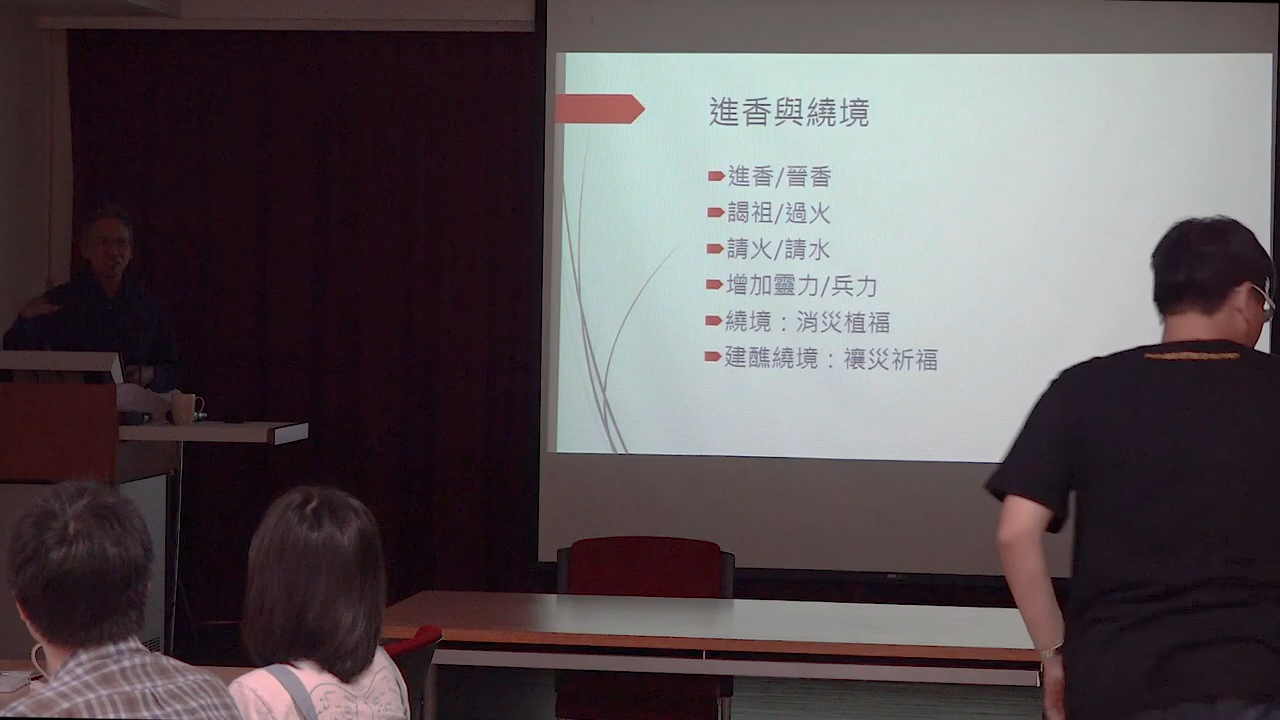 進香與繞境
進香/晉香
謁祖/過火
請火/請水
增加靈力/兵力
繞境：消災植福
建醮繞境：禳災祈福